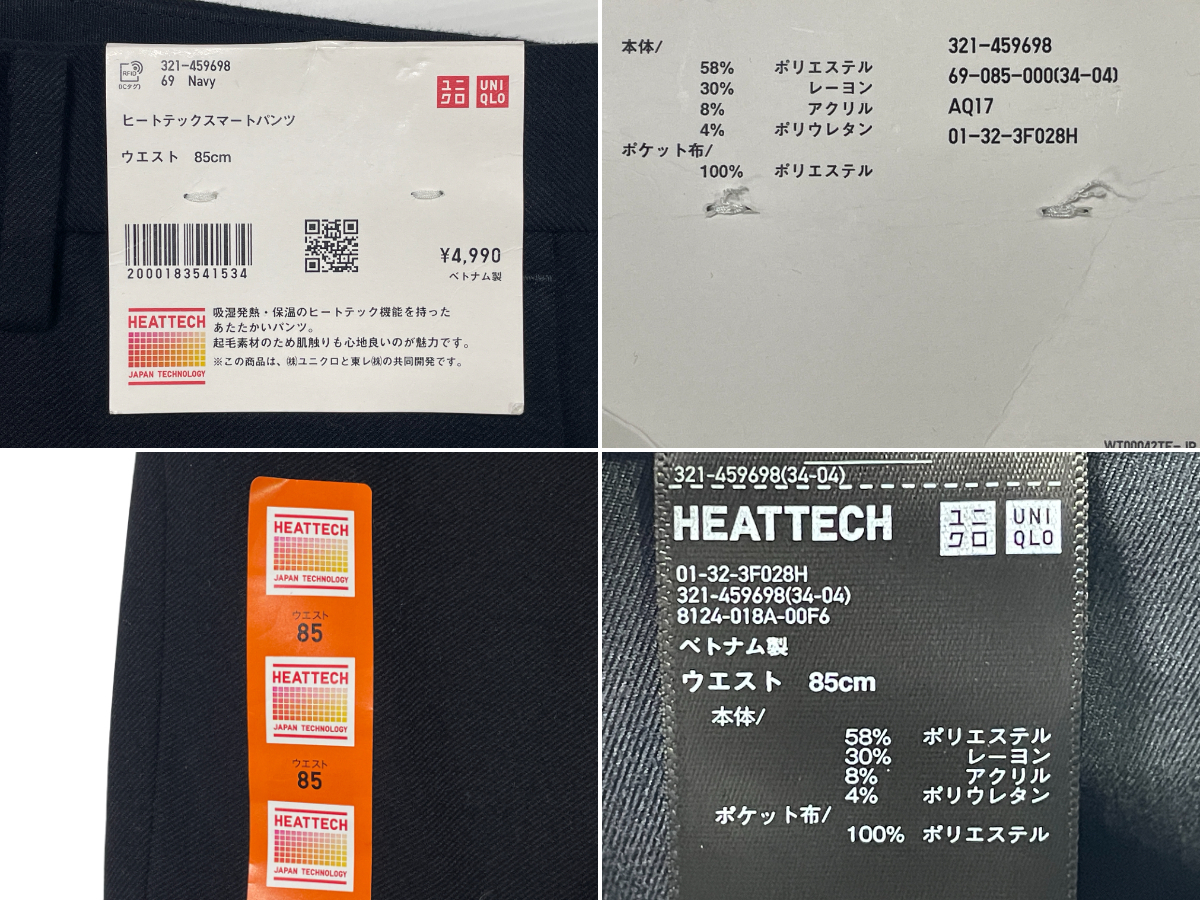 RFID
(ICタグ)
321-459698
69 Navy
ユニ
クロ
UNI
QLO
ヒートテックスマートパンツ
ウエスト 85cm
2000183541534
¥4,990
ベトナム製
HEATTECH
JAPAN TECHNOLOGY
吸湿発熱・保温のヒートテック機能を持った
あたたかいパンツ。
起毛素材のため肌触りも心地良いのが魅力です。
※この商品は、㈱ユニクロと東レ㈱の共同開発です。
本体/
58% ポリエステル
30% レーヨン
8% アクリル
4% ポリウレタン
ポケット布/
100% ポリエステル
321-459698
69-085-000(34-04)
AQ17
01-32-3F028H
HEATTECH
JAPAN TECHNOLOGY
ウエスト
85
HEATTECH
JAPAN TECHNOLOGY
ウエスト
85
HEATTECH
JAPAN TECHNOLOGY
321-459698(34-04)
HEATTECH
ユニ
クロ
UNI
QLO
01-32-3F028H
321-459698(34-04)
8124-018A-00F6
ベトナム製
ウエスト 85cm
本体/
58% ポリエステル
30% レーヨン
8% アクリル
4% ポリウレタン
ポケット布/
100% ポリエステル